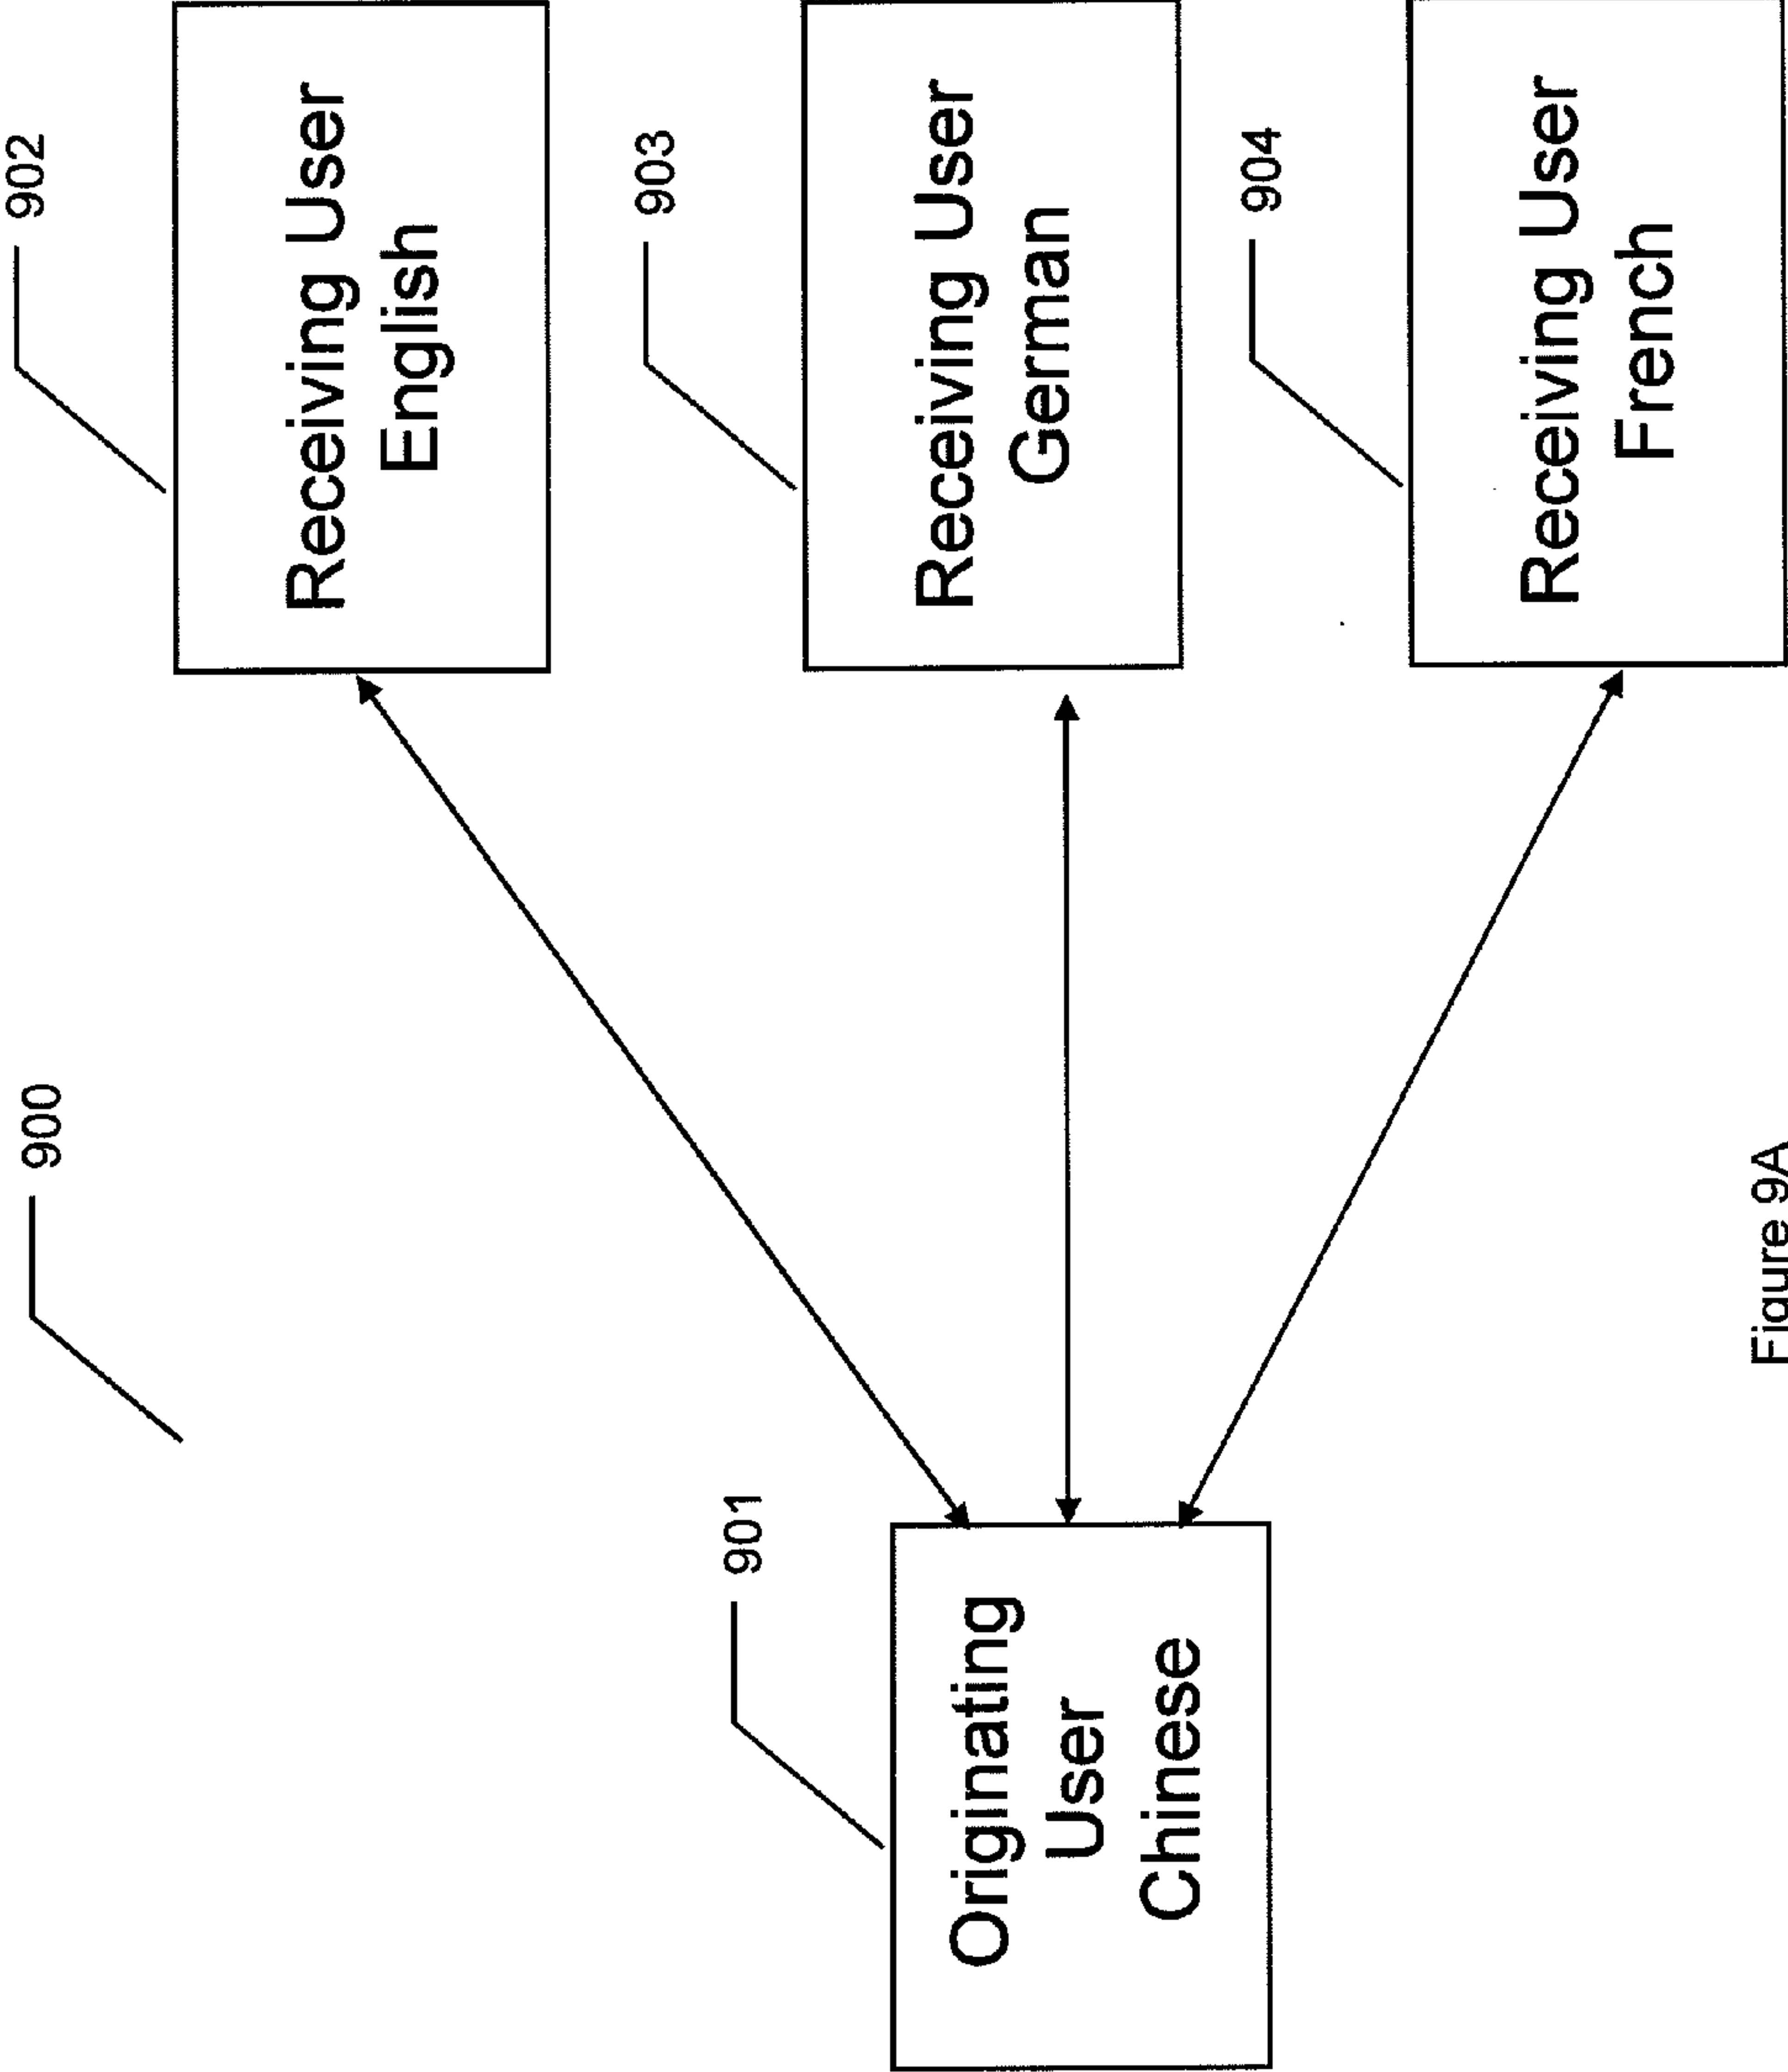 900
902
Receiving User
English
901
Originating
User
Chinese
903
Receiving User
German
904
Receiving User
French
Figure 9A